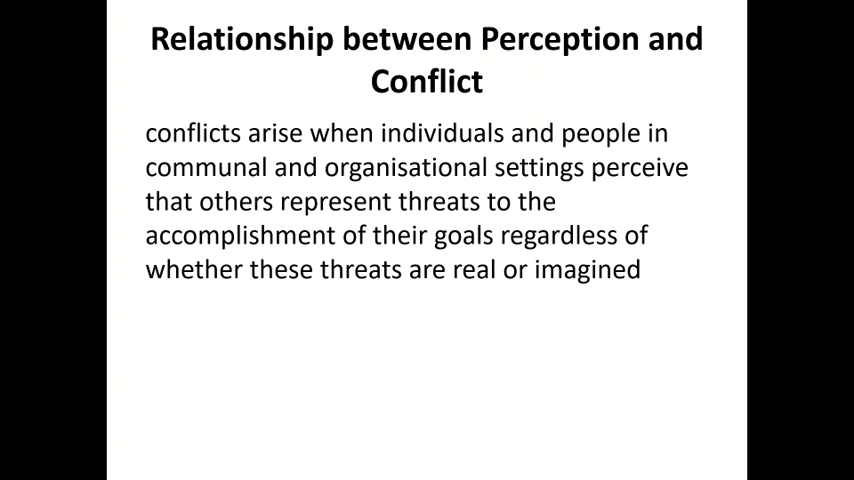 Relationship between Perception and
Conflict
conflicts arise when individuals and people in
communal and organisational settings perceive
that others represent threats to the
accomplishment of their goals regardless of
whether these threats are real or imagined